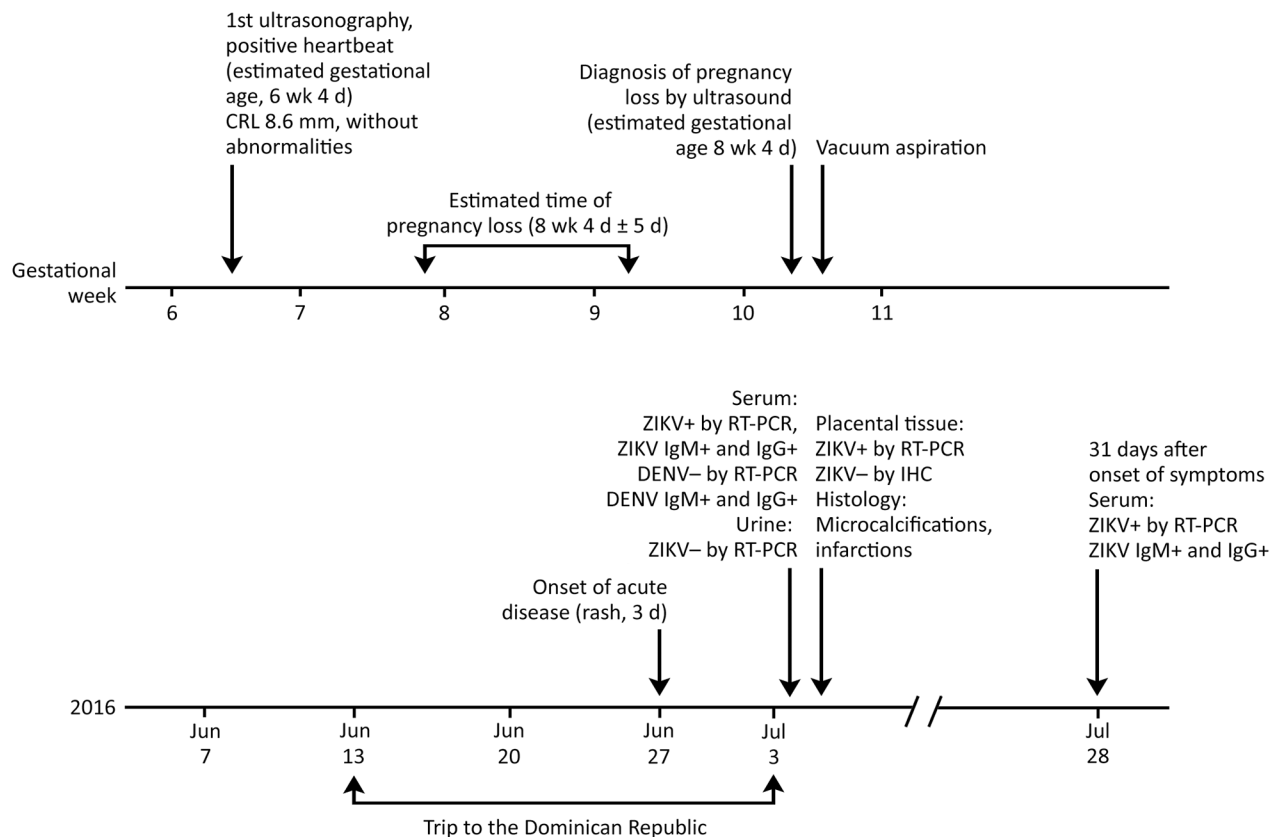 1st ultrasonography,
positive heartbeat
(estimated gestational
age, 6 wk 4 d)
CRL 8.6 mm, without
abnormalities
Diagnosis of pregnancy
loss by ultrasound
(estimated gestational
age 8 wk 4 d)
Vacuum aspiration
Estimated time of
pregnancy loss (8 wk 4 d ± 5 d)
Gestational
week
6
7
8
9
10
11
Serum:
ZIKV+ by RT-PCR,
ZIKV IgM+ and IgG+
DENV– by RT-PCR
DENV IgM+ and IgG+
Urine:
ZIKV– by RT-PCR
Placental tissue:
ZIKV+ by RT-PCR
ZIKV– by IHC
Histology:
Microcalcifications,
infarctions
31 days after
onset of symptoms
Serum:
ZIKV+ by RT-PCR
ZIKV IgM+ and IgG+
Onset of acute
disease (rash, 3 d)
2016
Jun
7
Jun
13
Jun
20
Jun
27
Jul
3
Jul
28
Trip to the Dominican Republic